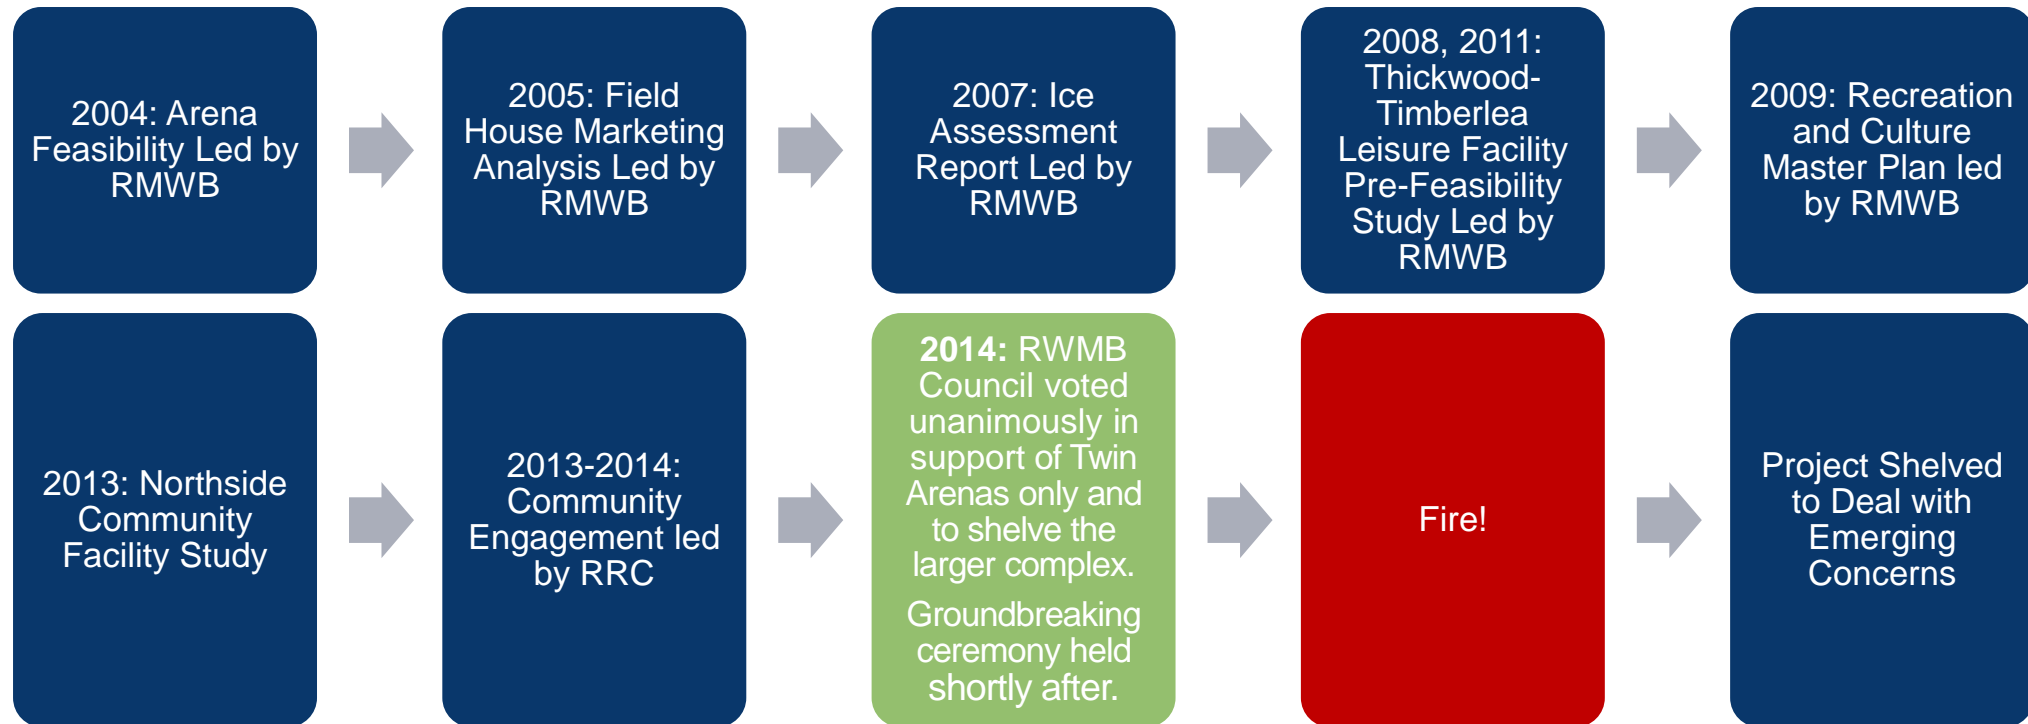 2004: Arena
Feasibility Led by
RMWB
2005: Field
House Marketing
Analysis Led by
RMWB
2007: Ice
Assessment
Report Led by
RMWB
2008, 2011:
Thickwood-
Timberlea
Leisure Facility
Pre-Feasibility
Study Led by
RMWB
2009: Recreation
and Culture
Master Plan led
by RMWB
2013: Northside
Community
Facility Study
2013-2014:
Community
Engagement led
by RRC
2014: RWMB
Council voted
unanimously in
support of Twin
Arenas only and
to shelve the
larger complex.
Groundbreaking
ceremony held
shortly after.
Fire!
Project Shelved
to Deal with
Emerging
Concerns